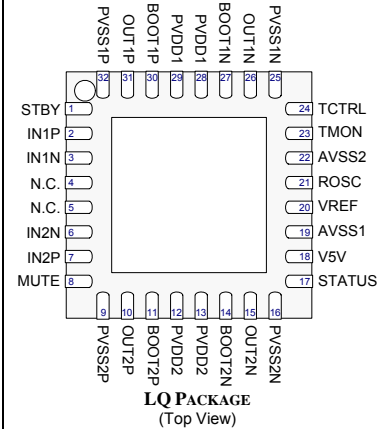 PVSS1P OUT1P BOOT1P PVDD1 PVDD1 BOOT1N OUT1N PVSS1N
32 31 30 29 28 27 26 25
STBY 1 24 TCTRL
IN1P 2 23 TMON
IN1N 3 22 AVSS2
N.C. 4 21 ROSC
N.C. 5 20 VREF
IN2N 6 19 AVSS1
IN2P 7 18 V5V
MUTE 8 17 STATUS
9 10 11 12 13 14 15 16
PVSS2P OUT2P BOOT2P PVDD2 PVDD2 BOOT2N OUT2N PVSS2N
LQ PACKAGE
(Top View)